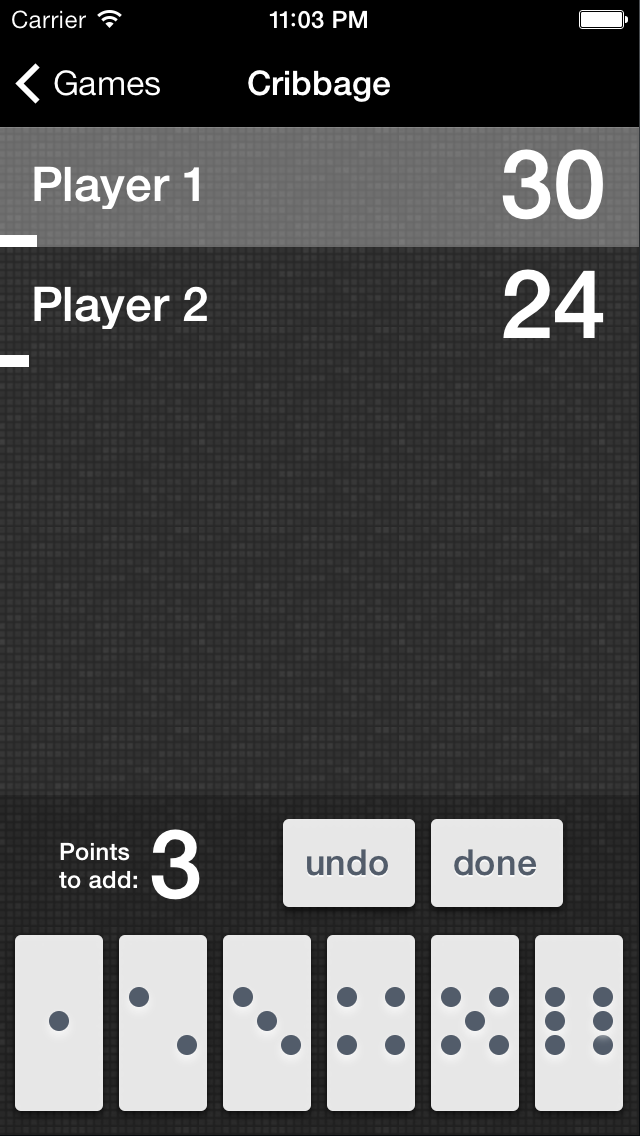 Carrier 11:03 PM
Games Cribbage
Player 1 30
Player 2 24
Points
to add: 3 undo done